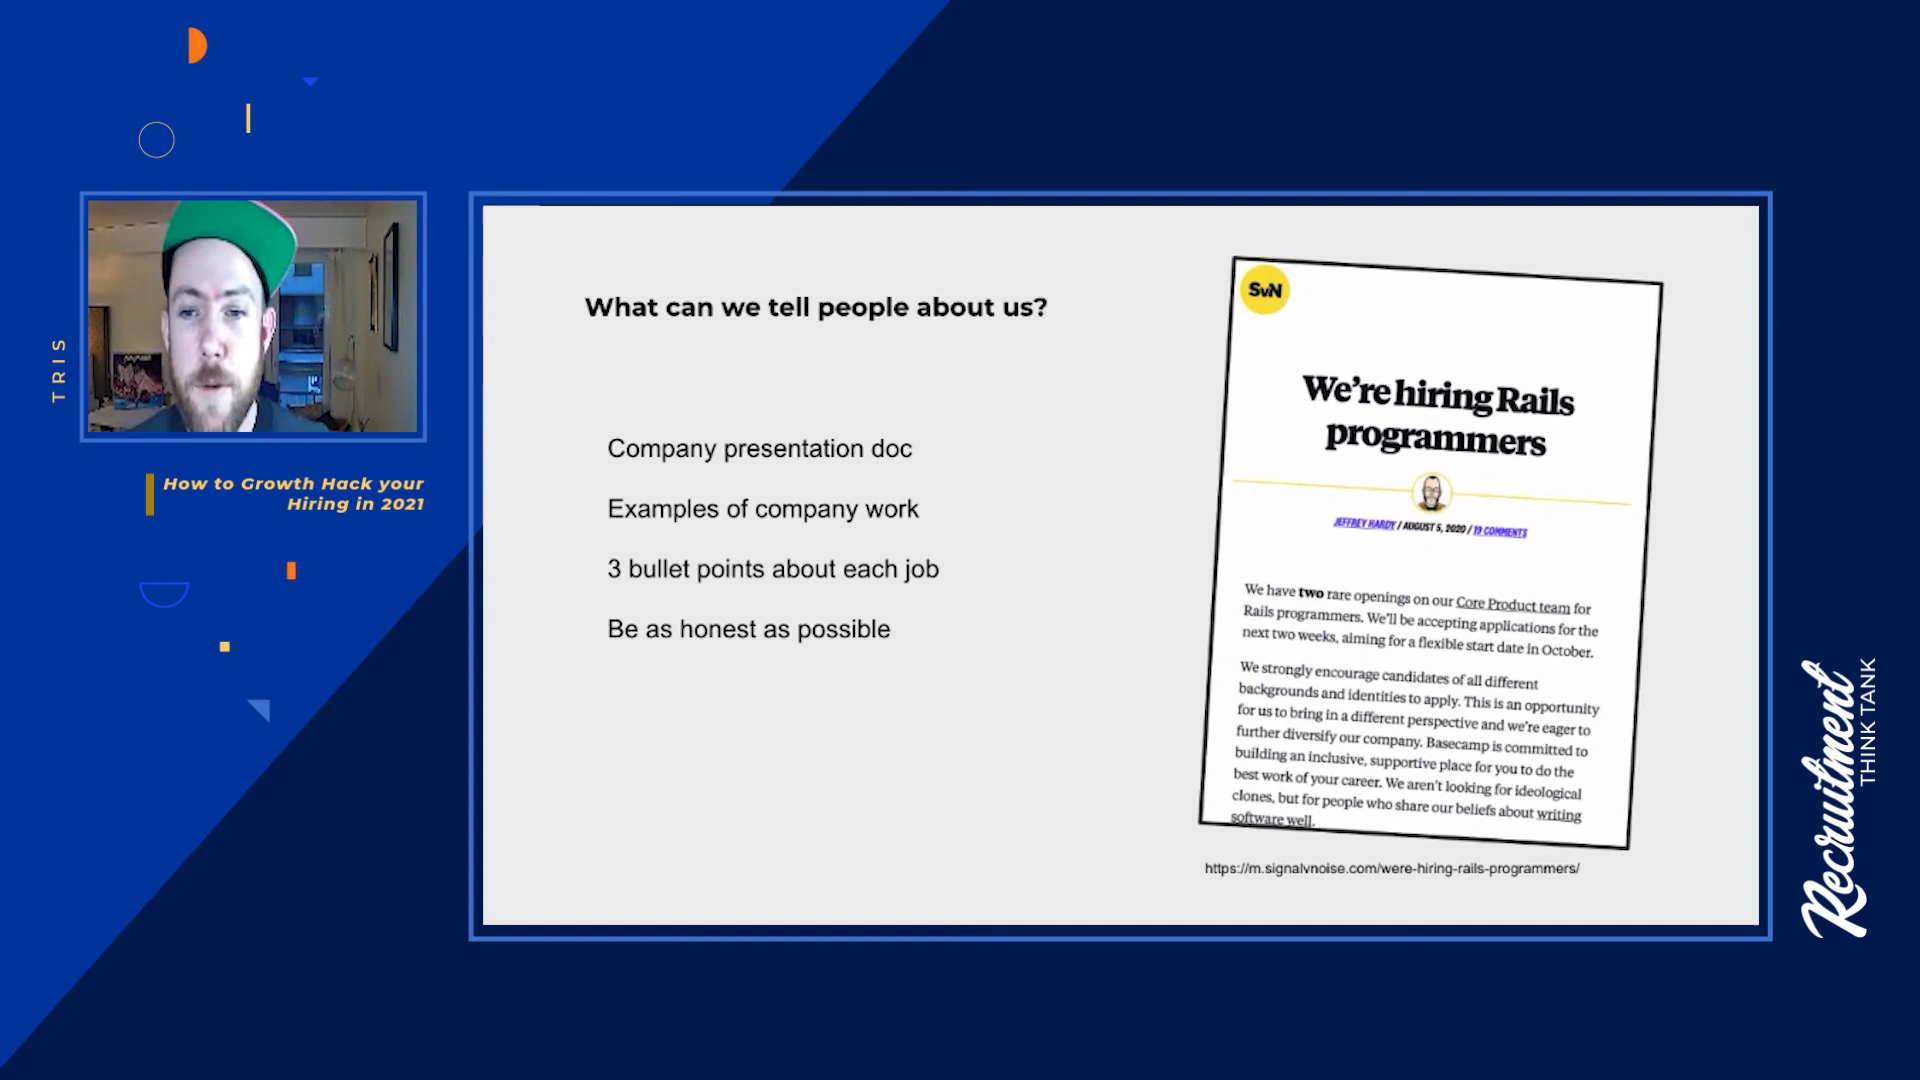 TRIS
How to Growth Hack your
Hiring in 2021
What can we tell people about us?
Company presentation doc
Examples of company work
3 bullet points about each job
Be as honest as possible
SvN
We're hiring Rails
programmers
JEFFREY HARDY / AUGUST 5, 2020 / 19 COMMENTS
We have two rare openings on our Core Product team for
Rails programmers. We'll be accepting applications for the
next two weeks, aiming for a flexible start date in October.
We strongly encourage candidates of all different
backgrounds and identities to apply. This is an opportunity
for us to bring in a different perspective and we're eager to
further diversify our company. Basecamp is committed to
building an inclusive, supportive place for you to do the
best work of your career. We aren't looking for ideological
clones, but for people who share our beliefs about writing
software well.
https://m.signalvnoise.com/were-hiring-rails-programmers/
Recruitment
THINK TANK